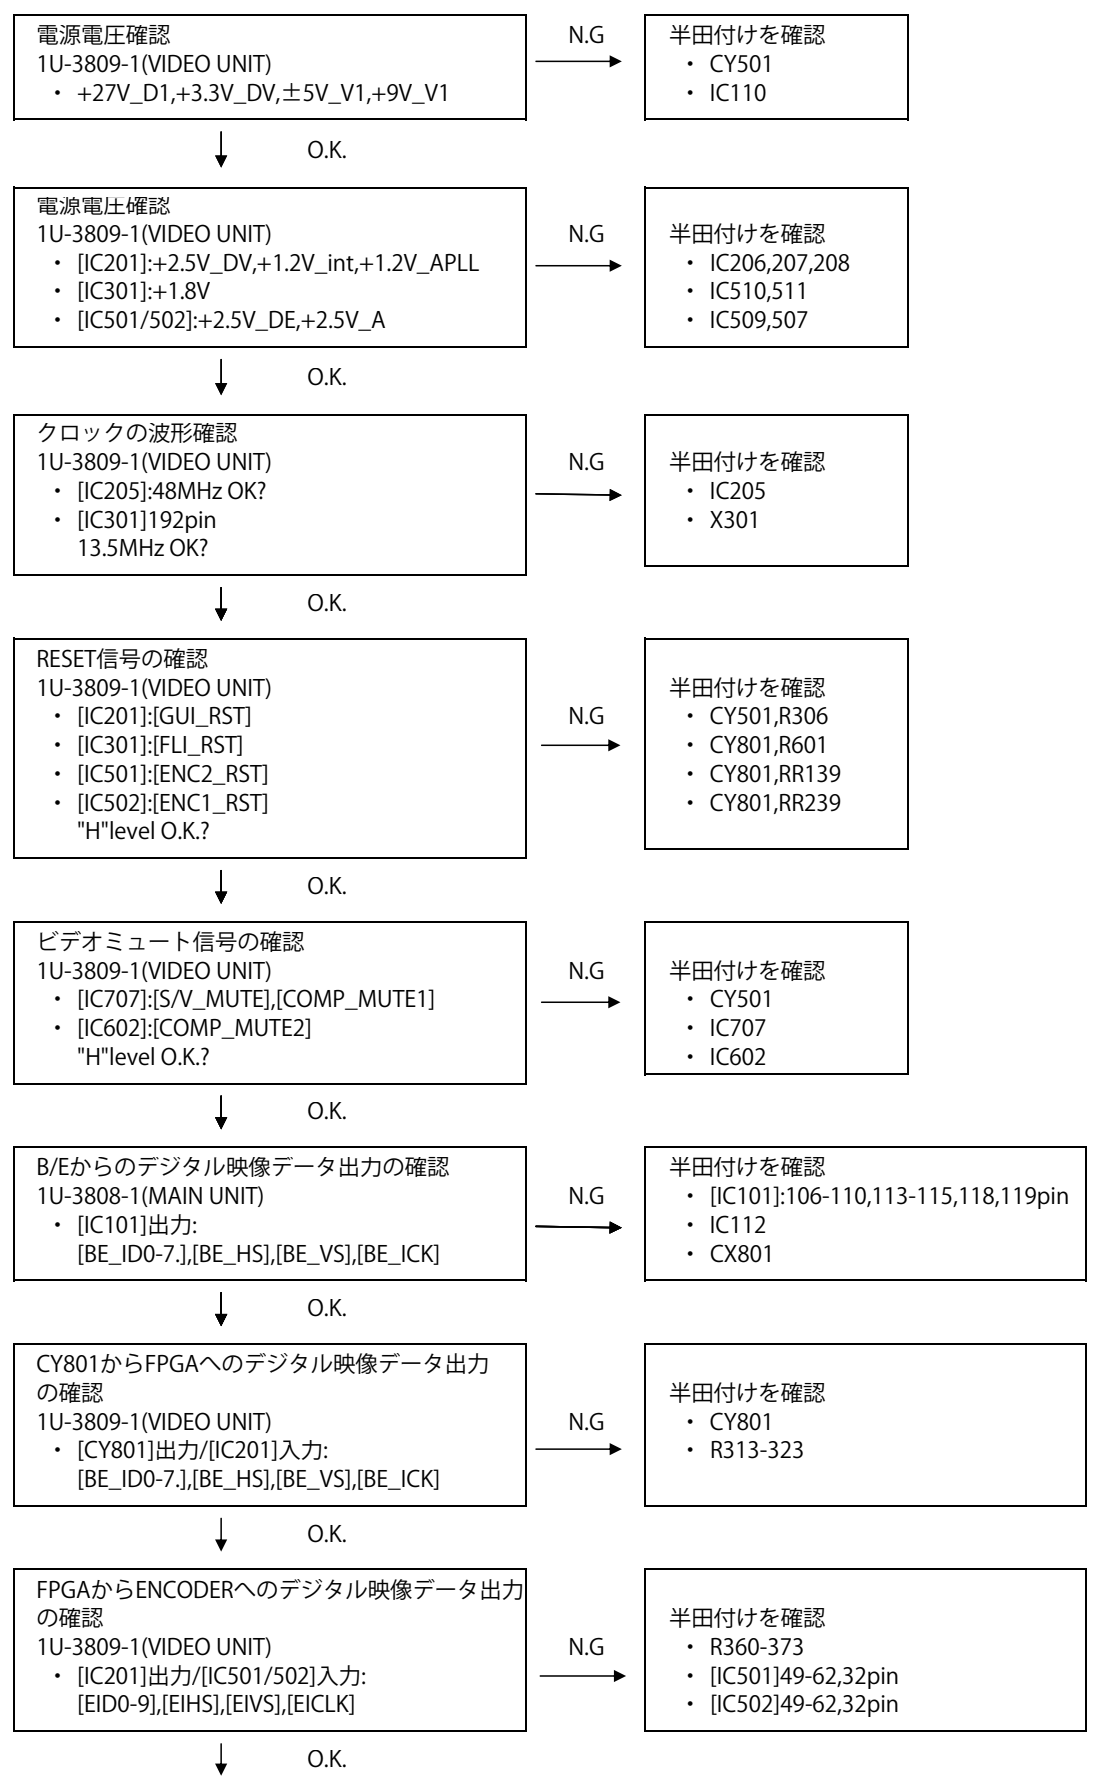 電源電圧確認
1U-3809-1(VIDEO UNIT)
・ +27V_D1,+3.3V_DV,±5V_V1,+9V_V1
N.G
半田付けを確認
・ CY501
・ IC110
O.K.
電源電圧確認
1U-3809-1(VIDEO UNIT)
・ [IC201]:+2.5V_DV,+1.2V_int,+1.2V_APLL
・ [IC301]:+1.8V
・ [IC501/502]:+2.5V_DE,+2.5V_A
N.G
半田付けを確認
・ IC206,207,208
・ IC510,511
・ IC509,507
O.K.
クロックの波形確認
1U-3809-1(VIDEO UNIT)
・ [IC205]:48MHz OK?
・ [IC301]192pin
13.5MHz OK?
N.G
半田付けを確認
・ IC205
・ X301
O.K.
RESET信号の確認
1U-3809-1(VIDEO UNIT)
・ [IC201]:[GUI_RST]
・ [IC301]:[FLI_RST]
・ [IC501]:[ENC2_RST]
・ [IC502]:[ENC1_RST]
"H"level O.K.?
N.G
半田付けを確認
・ CY501,R306
・ CY801,R601
・ CY801,RR139
・ CY801,RR239
O.K.
ビデオミュート信号の確認
1U-3809-1(VIDEO UNIT)
・ [IC707]:[S/V_MUTE],[COMP_MUTE1]
・ [IC602]:[COMP_MUTE2]
"H"level O.K.?
N.G
半田付けを確認
・ CY501
・ IC707
・ IC602
O.K.
B/Eからのデジタル映像データ出力の確認
1U-3808-1(MAIN UNIT)
・ [IC101]出力:
[BE_ID0-7.],[BE_HS],[BE_VS],[BE_ICK]
N.G
半田付けを確認
・ [IC101]:106-110,113-115,118,119pin
・ IC112
・ CX801
O.K.
CY801からFPGAへのデジタル映像データ出力
の確認
1U-3809-1(VIDEO UNIT)
・ [CY801]出力/[IC201]入力:
[BE_ID0-7.],[BE_HS],[BE_VS],[BE_ICK]
N.G
半田付けを確認
・ CY801
・ R313-323
O.K.
FPGAからENCODERへのデジタル映像データ出力
の確認
1U-3809-1(VIDEO UNIT)
・ [IC201]出力/[IC501/502]入力:
[EID0-9],[EIHS],[EIVS],[EICLK]
N.G
半田付けを確認
・ R360-373
・ [IC501]49-62,32pin
・ [IC502]49-62,32pin
O.K.